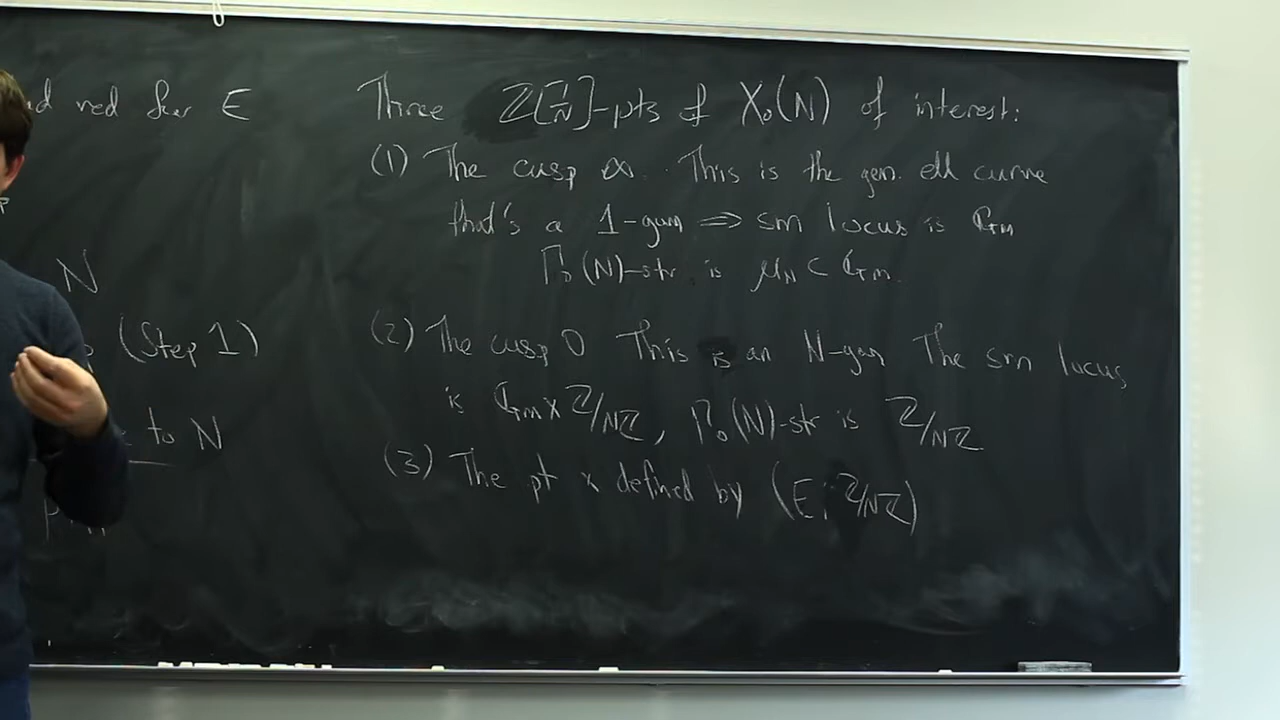 red for E
N
(Step 1)
to N
Three Z[1/N]-pts of X₀(N) of interest:
(1) The cusp ∞. This is the gen. ell curve
that's a 1-gon ⇒ sm locus is Gm
Γ₀(N)-str is μ_N ⊂ Gm.
(2) The cusp 0 This is an N-gon The sm locus
is Gm × Z/NZ, Γ₀(N)-str is Z/NZ
(3) The pt x defined by (E, Z/NZ)